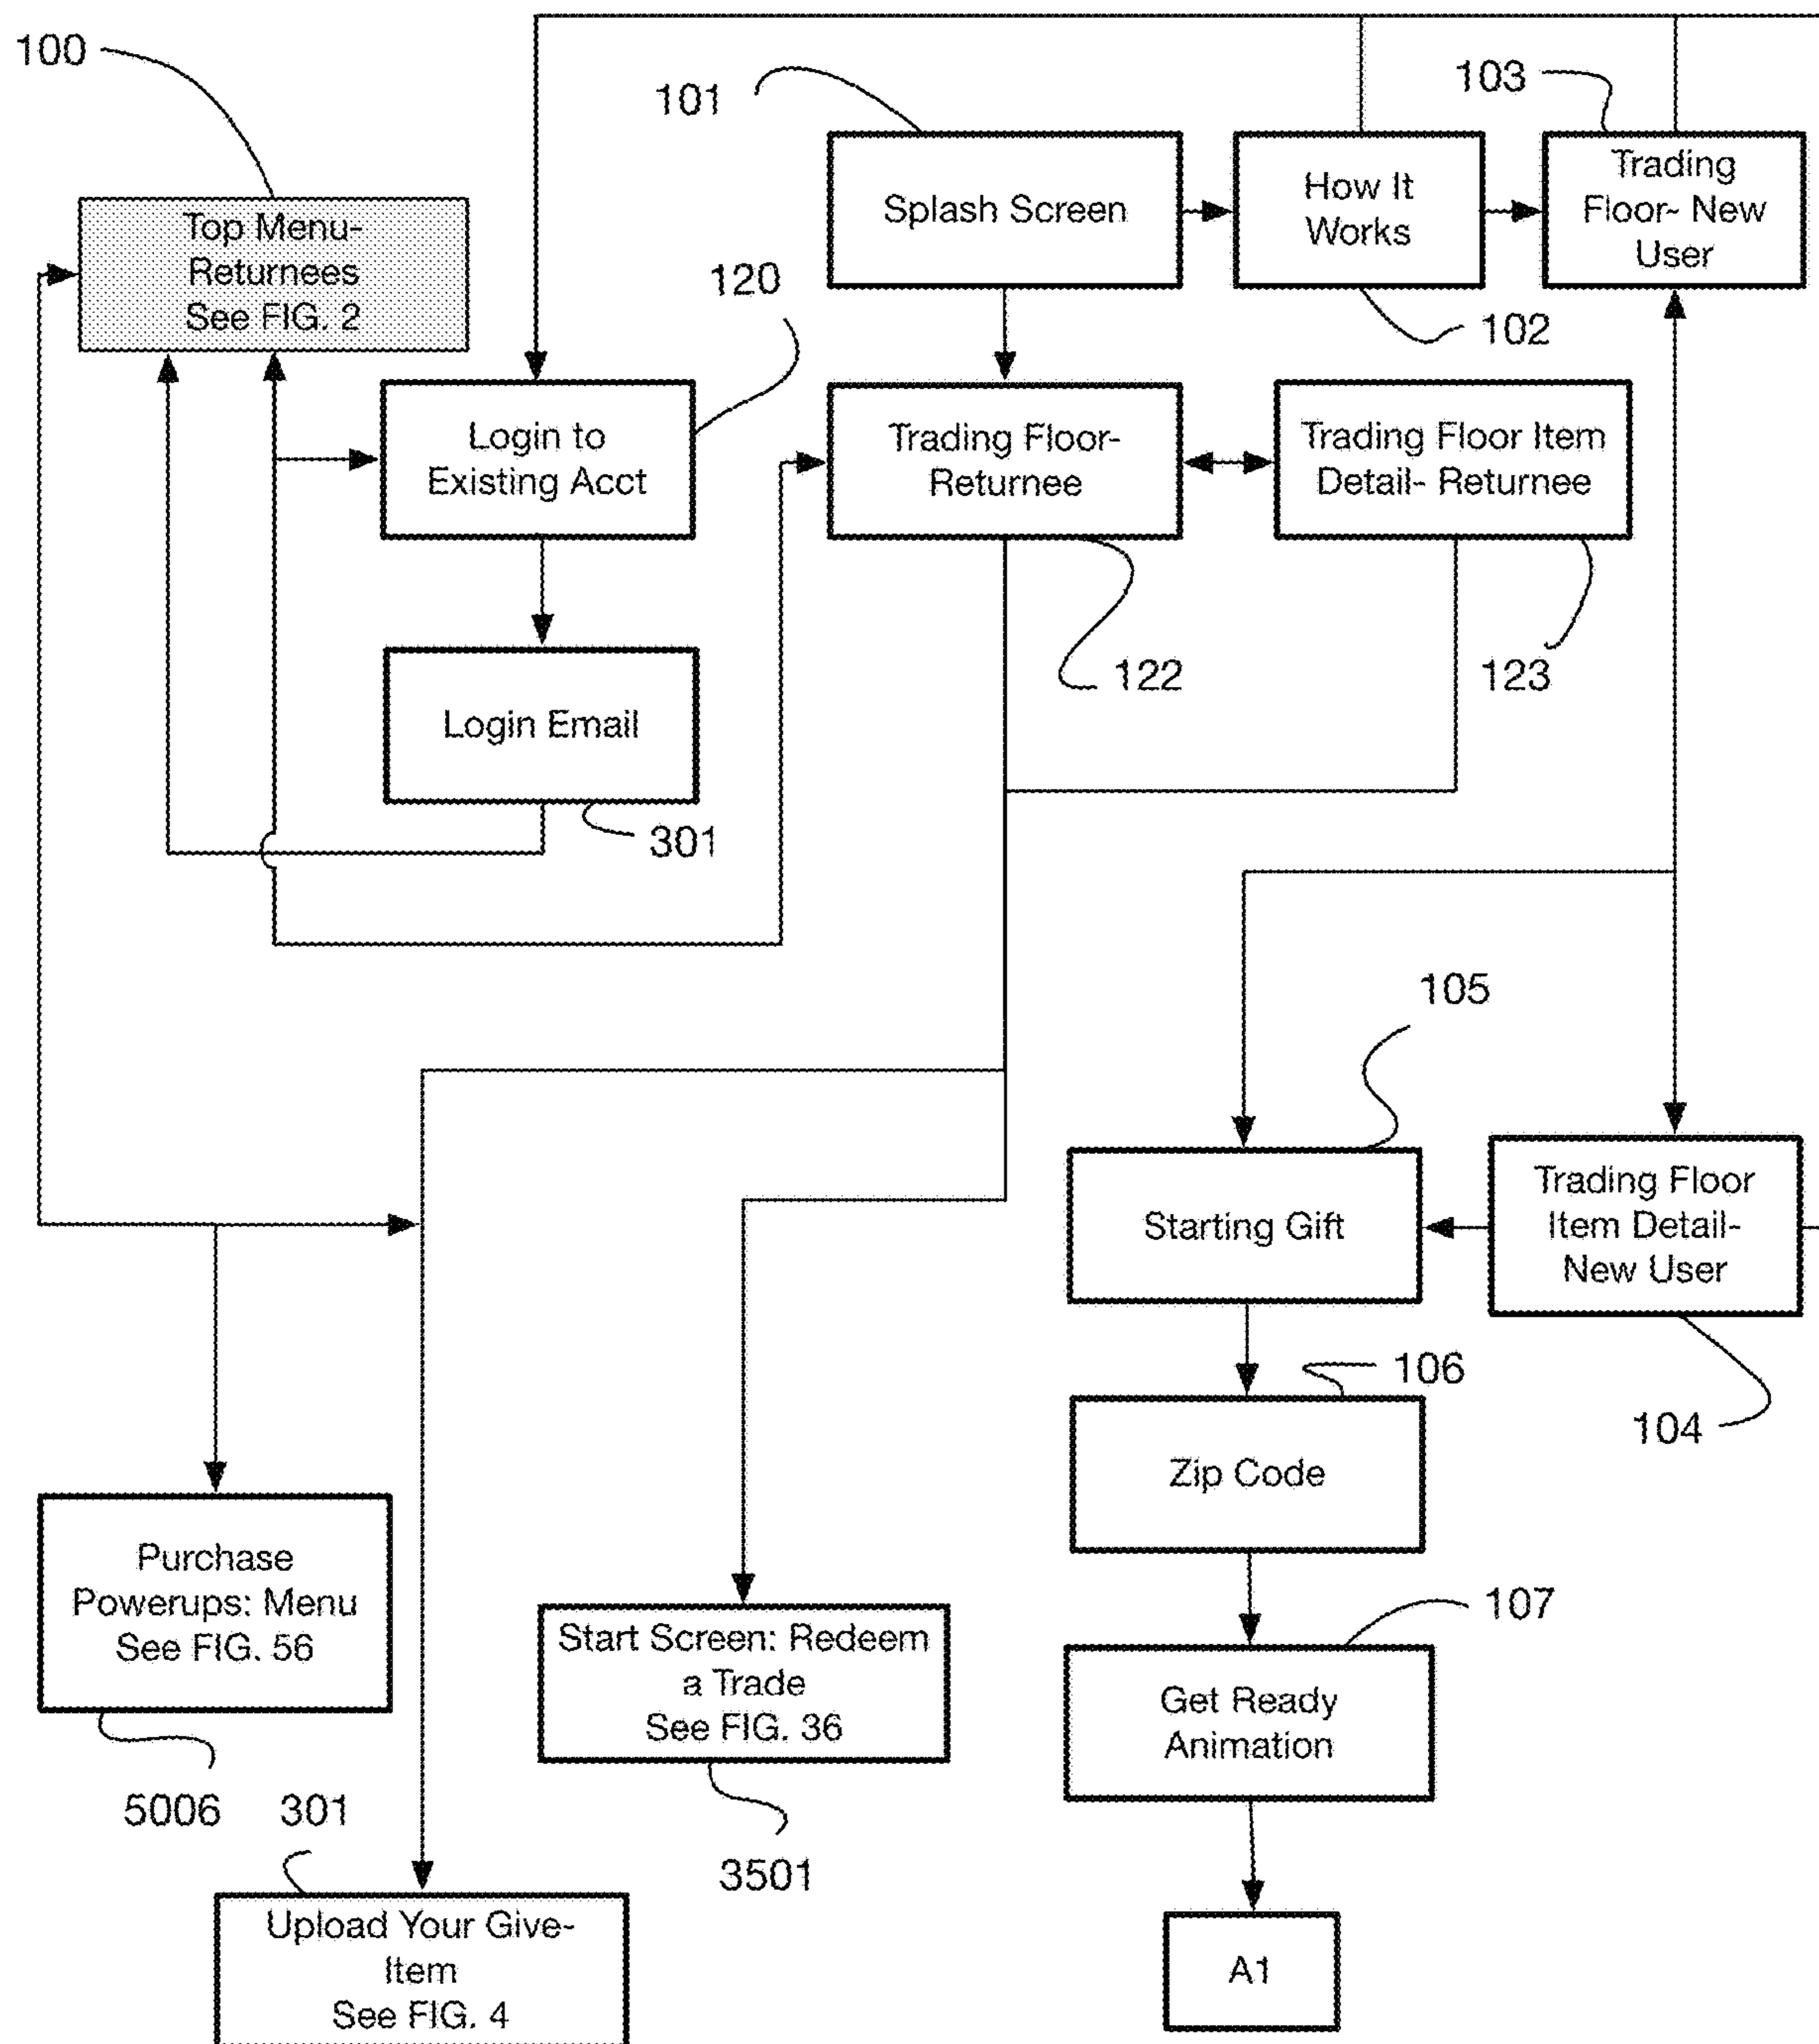 100
101
103
Splash Screen
How It
Works
Trading
Floor- New
User
Top Menu-
Returnees
See FIG. 2
120
102
Login to
Existing Acct
Trading Floor-
Returnee
Trading Floor Item
Detail- Returnee
122
123
Login Email
301
105
Starting Gift
Trading Floor
Item Detail-
New User
106
104
Zip Code
Purchase
Powerups: Menu
See FIG. 56
107
Start Screen: Redeem
a Trade
See FIG. 36
Get Ready
Animation
5006
301
3501
Upload Your Give-
Item
See FIG. 4
A1